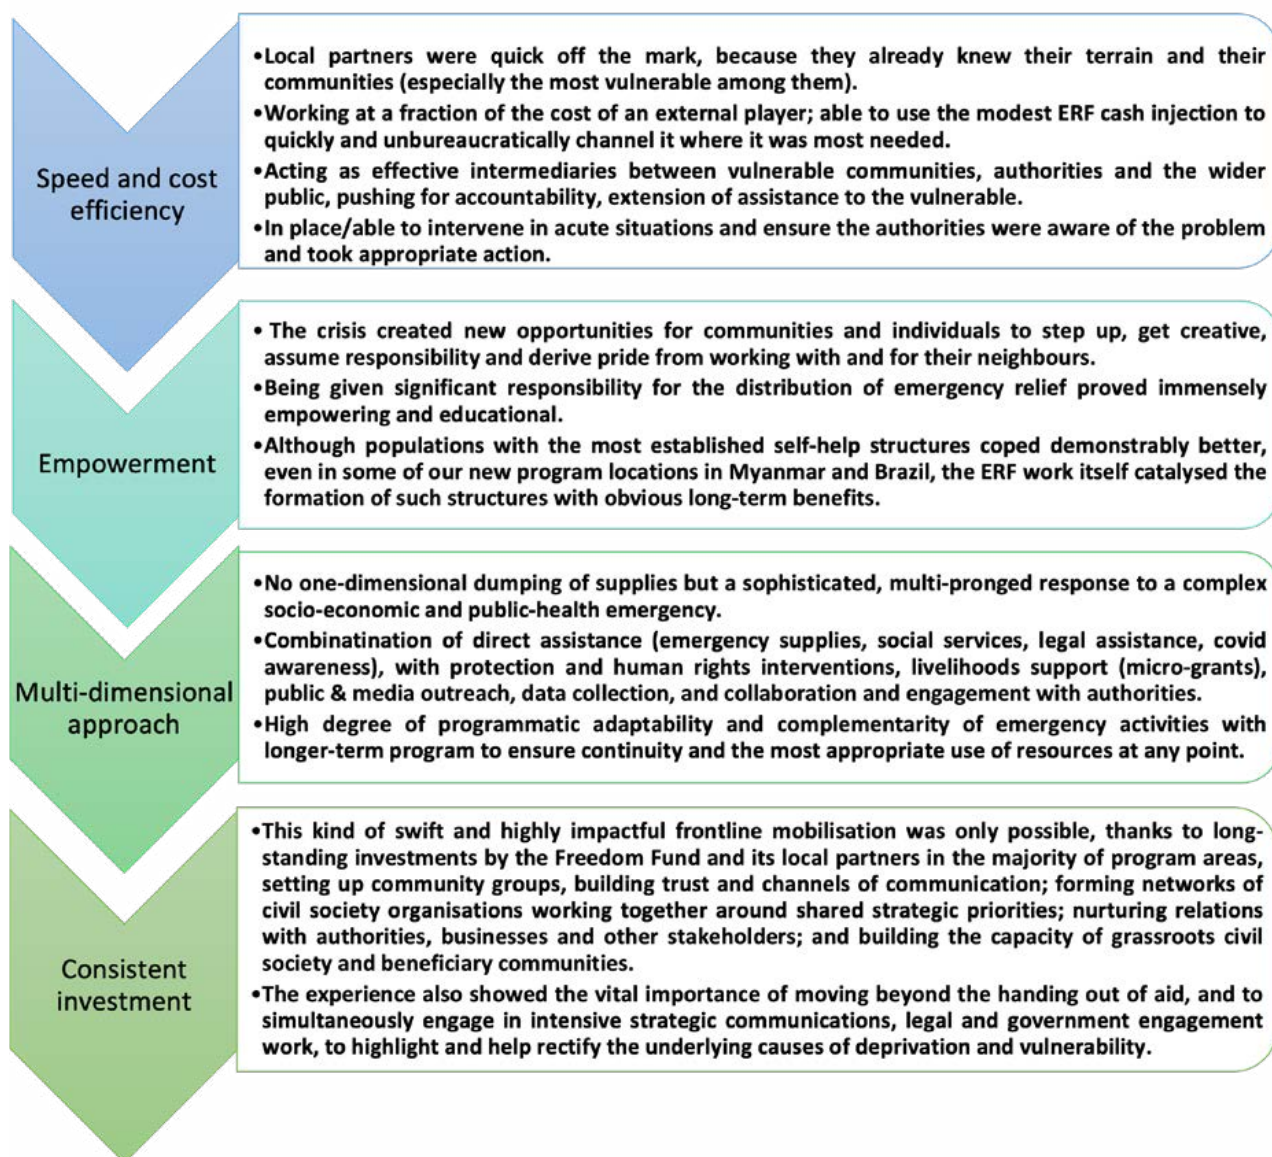 Speed and cost
efficiency
•Local partners were quick off the mark, because they already knew their terrain and their
communities (especially the most vulnerable among them).
•Working at a fraction of the cost of an external player; able to use the modest ERF cash injection to
quickly and unbureaucratically channel it where it was most needed.
•Acting as effective intermediaries between vulnerable communities, authorities and the wider
public, pushing for accountability, extension of assistance to the vulnerable.
•In place/able to intervene in acute situations and ensure the authorities were aware of the problem
and took appropriate action.
Empowerment
• The crisis created new opportunities for communities and individuals to step up, get creative,
assume responsibility and derive pride from working with and for their neighbours.
•Being given significant responsibility for the distribution of emergency relief proved immensely
empowering and educational.
•Although populations with the most established self-help structures coped demonstrably better,
even in some of our new program locations in Myanmar and Brazil, the ERF work itself catalysed the
formation of such structures with obvious long-term benefits.
Multi-dimensional
approach
•No one-dimensional dumping of supplies but a sophisticated, multi-pronged response to a complex
socio-economic and public-health emergency.
•Combinatination of direct assistance (emergency supplies, social services, legal assistance, covid
awareness), with protection and human rights interventions, livelihoods support (micro-grants),
public & media outreach, data collection, and collaboration and engagement with authorities.
•High degree of programmatic adaptability and complementarity of emergency activities with
longer-term program to ensure continuity and the most appropriate use of resources at any point.
Consistent
investment
•This kind of swift and highly impactful frontline mobilisation was only possible, thanks to long-
standing investments by the Freedom Fund and its local partners in the majority of program areas,
setting up community groups, building trust and channels of communication; forming networks of
civil society organisations working together around shared strategic priorities; nurturing relations
with authorities, businesses and other stakeholders; and building the capacity of grassroots civil
society and beneficiary communities.
•The experience also showed the vital importance of moving beyond the handing out of aid, and to
simultaneously engage in intensive strategic communications, legal and government engagement
work, to highlight and help rectify the underlying causes of deprivation and vulnerability.